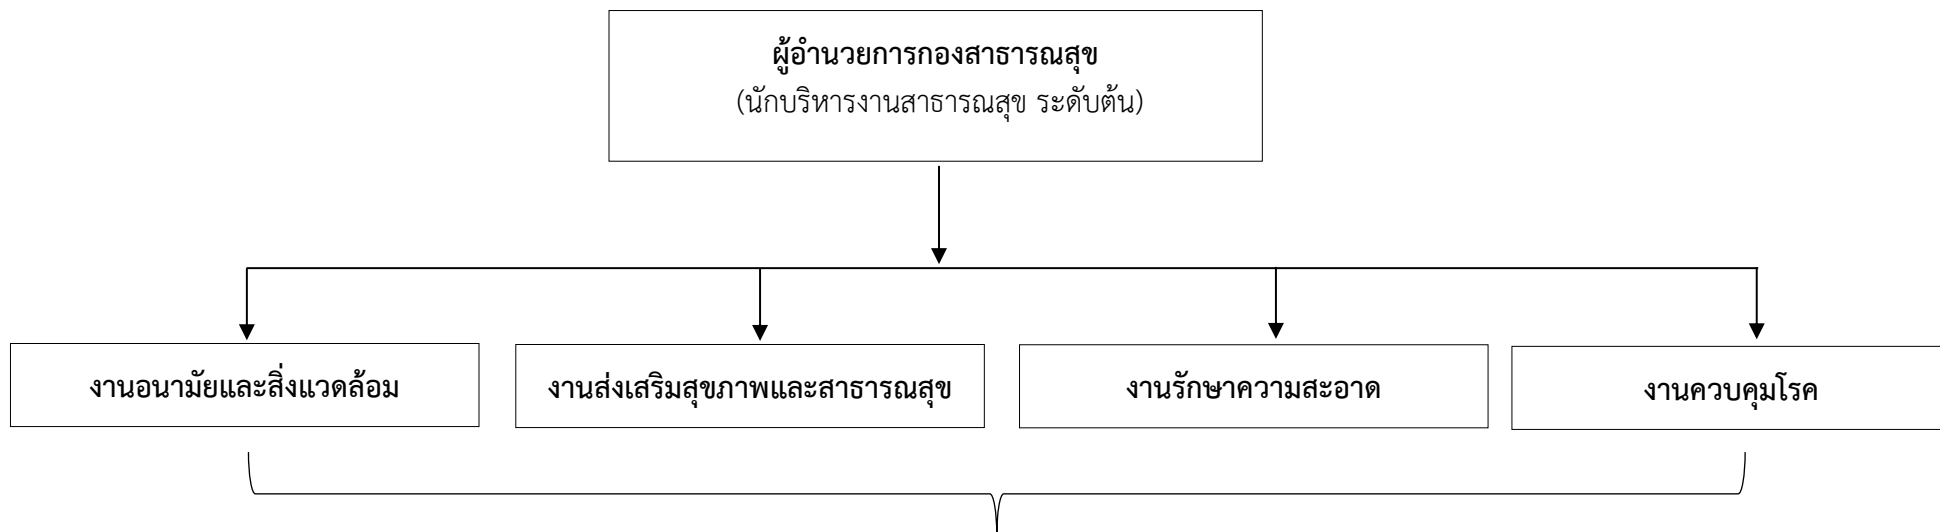 ผู้อำนวยการกองสาธารณสุข
(นักบริหารงานสาธารณสุข ระดับต้น)
งานอนามัยและสิ่งแวดล้อม
งานส่งเสริมสุขภาพและสาธารณสุข
งานรักษาความสะอาด
งานควบคุมโรค